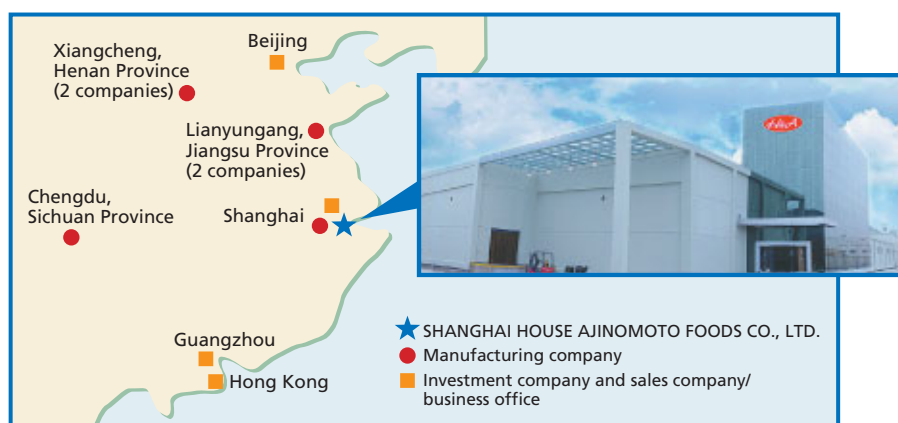 Beijing
Xiangcheng,
Henan Province
(2 companies)
Lianyungang,
Jiangsu Province
(2 companies)
Chengdu,
Sichuan Province
Shanghai
H&A
Guangzhou
Hong Kong
SHANGHAI HOUSE AJINOMOTO FOODS CO., LTD.
Manufacturing company
Investment company and sales company/
business office